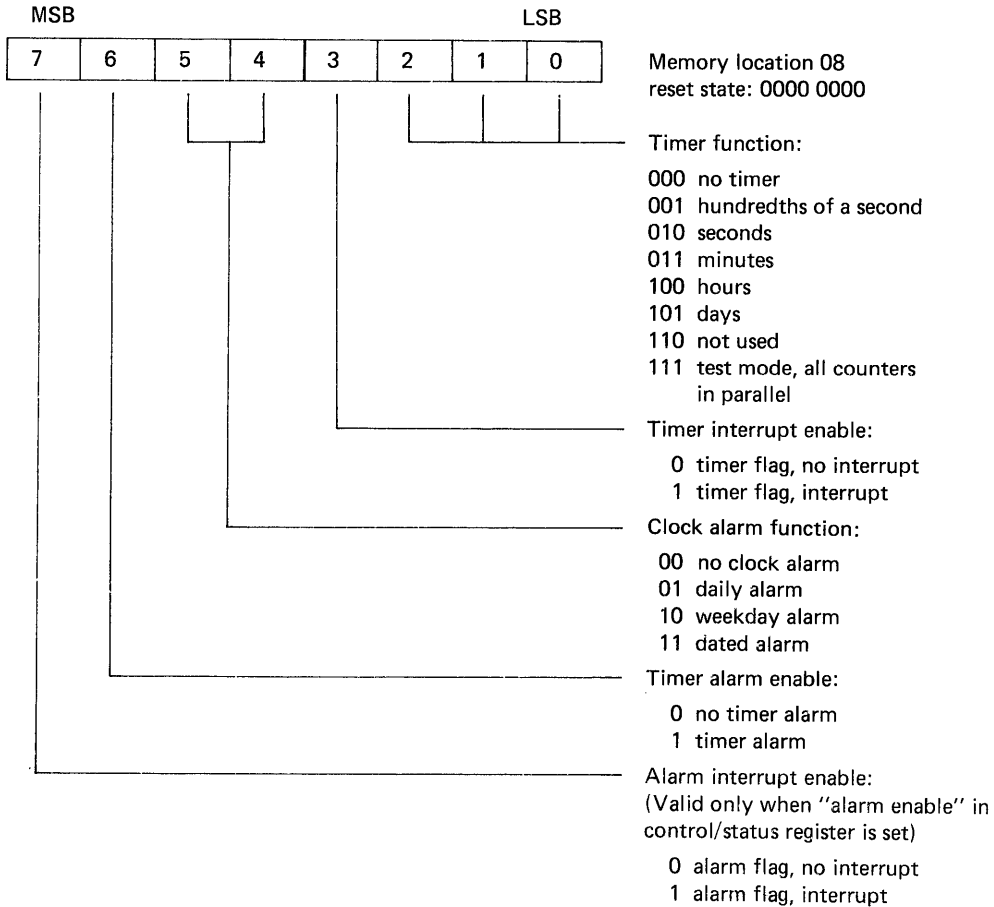 MSB LSB
7 6 5 4 3 2 1 0
Memory location 08
reset state: 0000 0000
Timer function:
000 no timer
001 hundredths of a second
010 seconds
011 minutes
100 hours
101 days
110 not used
111 test mode, all counters
in parallel
Timer interrupt enable:
0 timer flag, no interrupt
1 timer flag, interrupt
Clock alarm function:
00 no clock alarm
01 daily alarm
10 weekday alarm
11 dated alarm
Timer alarm enable:
0 no timer alarm
1 timer alarm
Alarm interrupt enable:
(Valid only when "alarm enable" in
control/status register is set)
0 alarm flag, no interrupt
1 alarm flag, interrupt